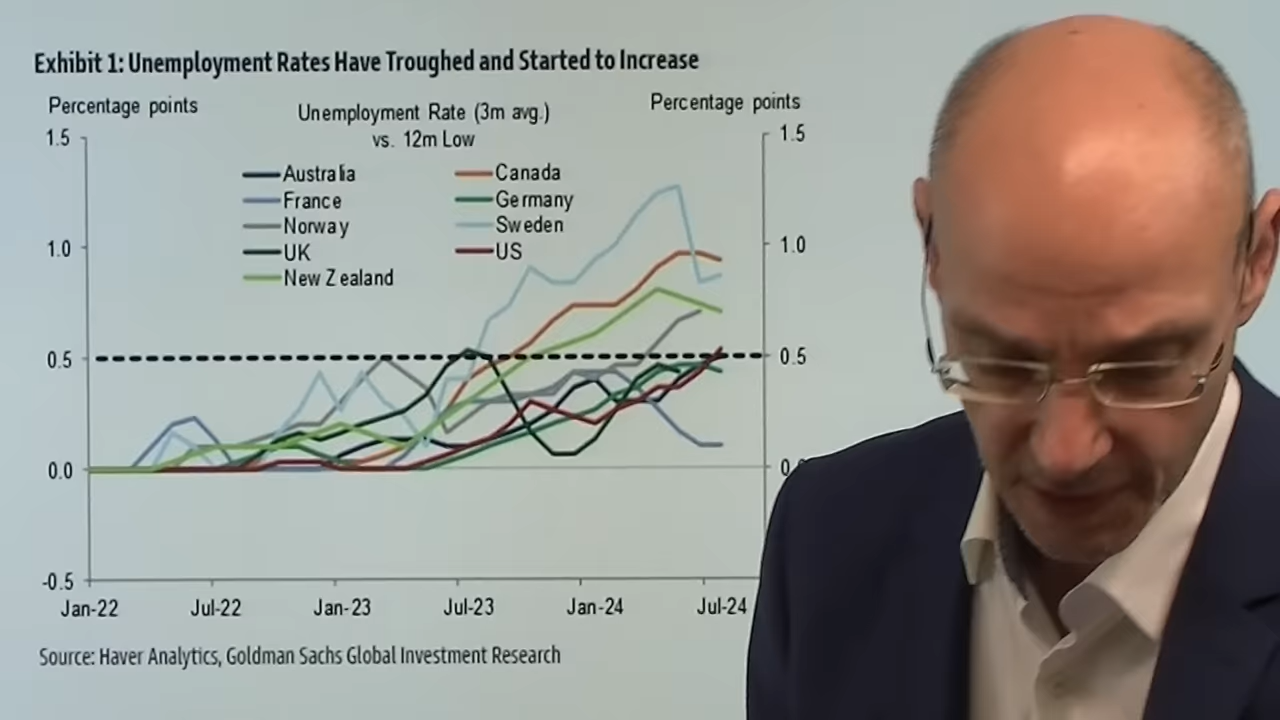 Exhibit 1: Unemployment Rates Have Troughed and Started to Increase
Percentage points
Percentage points
Unemployment Rate (3m avg.)
vs. 12m Low
1.5
1.5
Australia
Canada
France
Germany
Norway
Sweden
UK
US
New Zealand
1.0
1.0
0.5
0.5
0.0
-0.5
Jan-22
Jul-22
Jan-23
Jul-23
Jan-24
Jul-24
Source: Haver Analytics, Goldman Sachs Global Investment Research